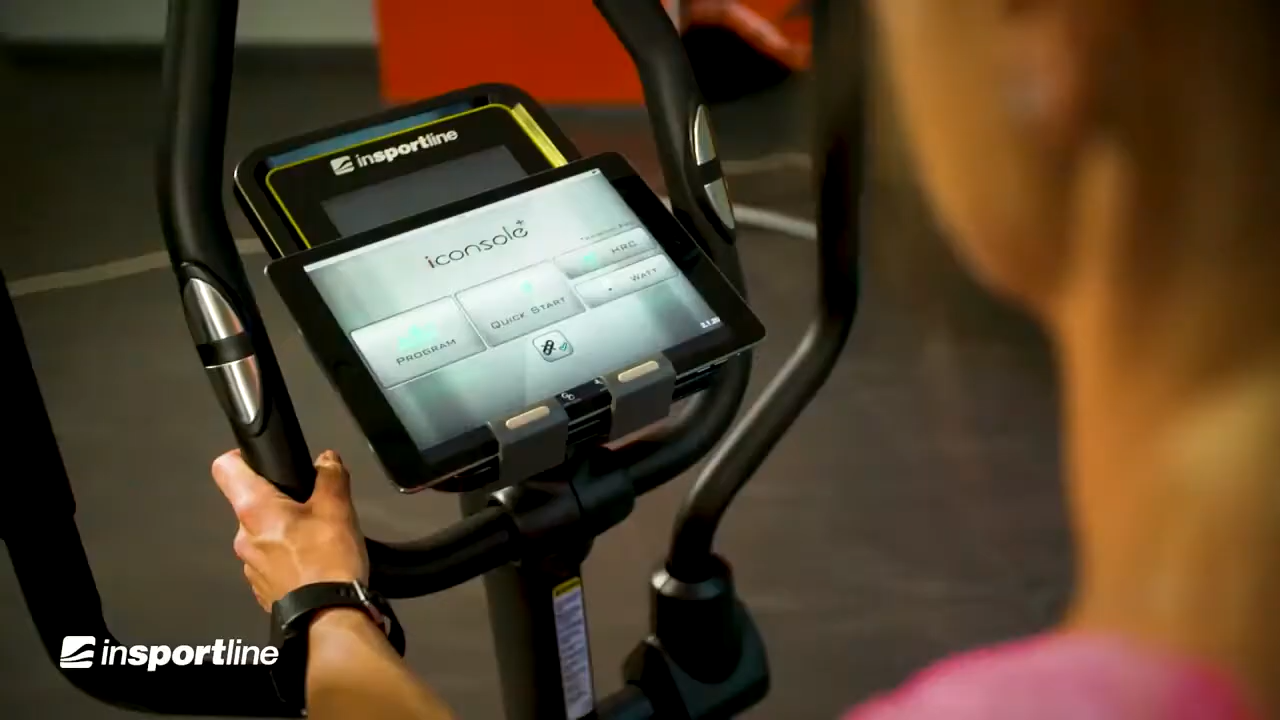 insportline
iconsole+
HRC
WATT
QUICK START
PROGRAM
insportline